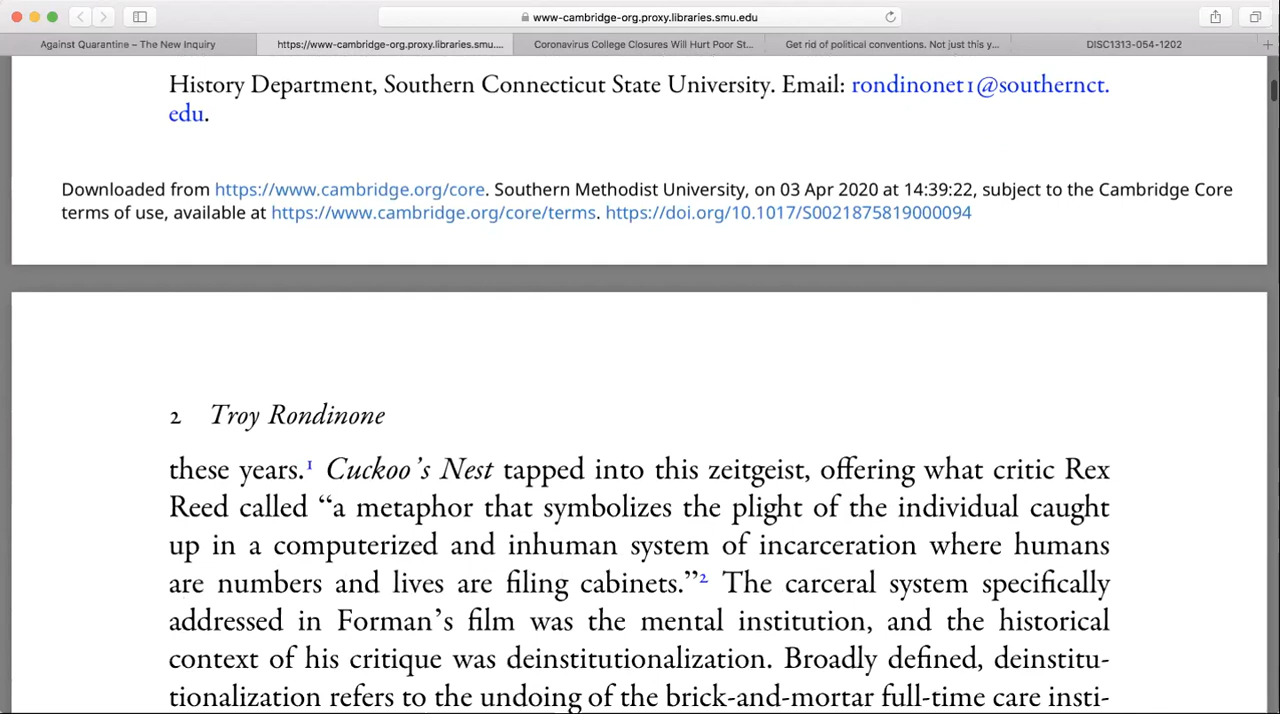 www-cambridge-org.proxy.libraries.smu.edu
Against Quarantine – The New Inquiry
https://www-cambridge-org.proxy.libraries.smu....
Coronavirus College Closures Will Hurt Poor St...
Get rid of political conventions. Not just this y...
DISC1313-054-1202
History Department, Southern Connecticut State University. Email: rondinonet1@southernct.
edu.
Downloaded from https://www.cambridge.org/core. Southern Methodist University, on 03 Apr 2020 at 14:39:22, subject to the Cambridge Core
terms of use, available at https://www.cambridge.org/core/terms. https://doi.org/10.1017/S0021875819000094
2 Troy Rondinone
these years.1 Cuckoo’s Nest tapped into this zeitgeist, offering what critic Rex
Reed called “a metaphor that symbolizes the plight of the individual caught
up in a computerized and inhuman system of incarceration where humans
are numbers and lives are filing cabinets.”2 The carceral system specifically
addressed in Forman’s film was the mental institution, and the historical
context of his critique was deinstitutionalization. Broadly defined, deinstitu-
tionalization refers to the undoing of the brick-and-mortar full-time care insti-